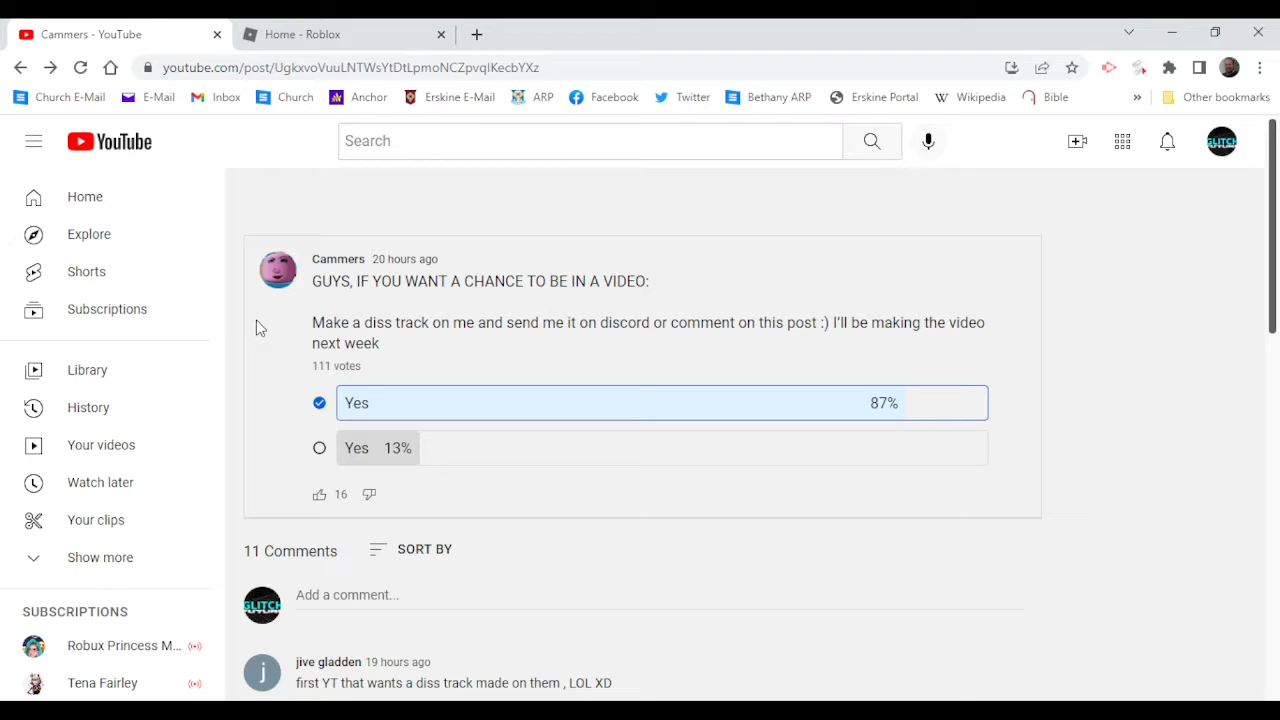 Cammers - YouTube
Home - Roblox
youtube.com/post/UgkxvoVuuLNTWsYtDtLpmoNCZpvqIKecbYXz
Church E-Mail E-Mail Inbox Church Anchor Erskine E-Mail ARP Facebook Twitter Bethany ARP Erskine Portal Wikipedia Bible » Other bookmarks
YouTube
Search
GLITCH
Home
Explore
Shorts
Subscriptions
Library
History
Your videos
Watch later
Your clips
Show more
SUBSCRIPTIONS
Robux Princess M...
Tena Fairley
Cammers 20 hours ago
GUYS, IF YOU WANT A CHANCE TO BE IN A VIDEO:
Make a diss track on me and send me it on discord or comment on this post :) I'll be making the video
next week
111 votes
Yes 87%
Yes 13%
16
11 Comments SORT BY
GLITCH
Add a comment...
j
jive gladden 19 hours ago
first YT that wants a diss track made on them , LOL XD